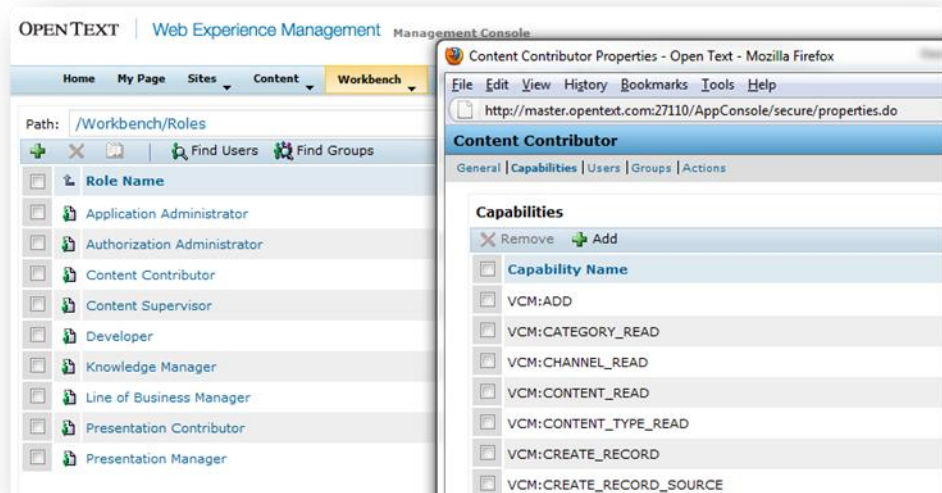 OPENTEXT | Web Experience Management Management Console
Home My Page Sites Content Workbench
Path: /Workbench/Roles
Find Users Find Groups
Role Name
Application Administrator
Authorization Administrator
Content Contributor
Content Supervisor
Developer
Knowledge Manager
Line of Business Manager
Presentation Contributor
Presentation Manager
Content Contributor Properties - Open Text - Mozilla Firefox
File Edit View History Bookmarks Tools Help
http://master.opentext.com:27110/AppConsole/secure/properties.do
Content Contributor
General | Capabilities | Users | Groups | Actions
Capabilities
Remove Add
Capability Name
VCM:ADD
VCM:CATEGORY_READ
VCM:CHANNEL_READ
VCM:CONTENT_READ
VCM:CONTENT_TYPE_READ
VCM:CREATE_RECORD
VCM:CREATE_RECORD_SOURCE